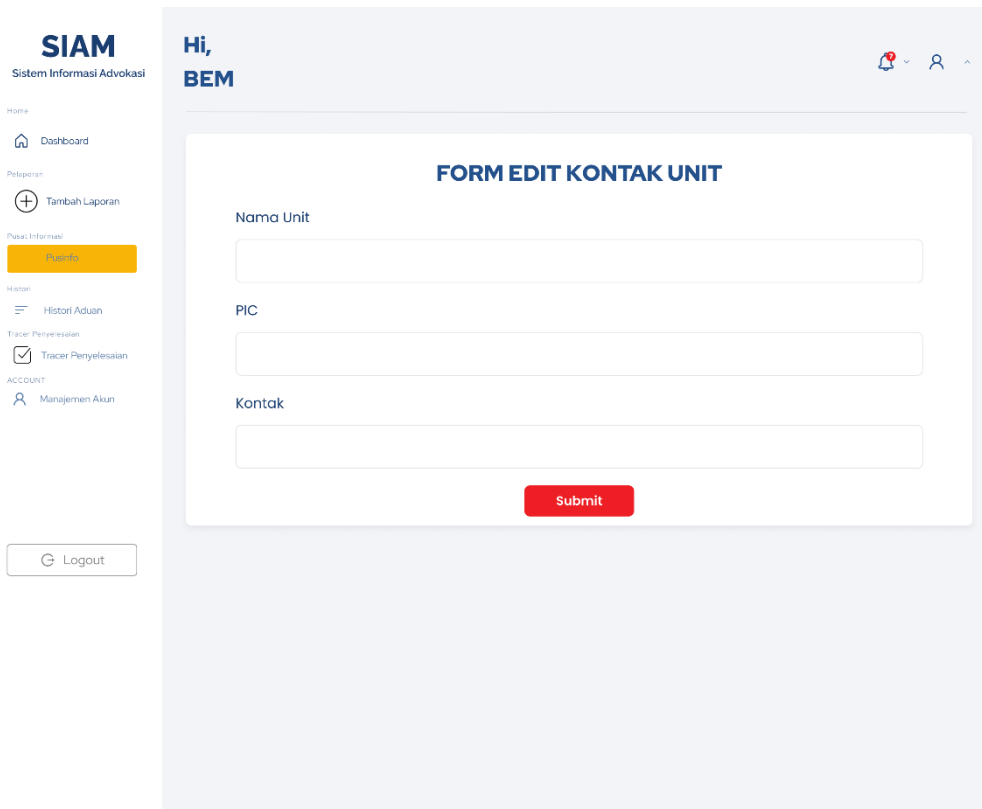 SIAM
Sistem Informasi Advokasi
Home
Dashboard
Pelaporan
Tambah Laporan
Pusat Informasi
Pusinfo
Histori
Histori Aduan
Tracer Penyelesaian
Tracer Penyelesaian
ACCOUNT
Manajemen Akun
Logout
Hi,
BEM
7
FORM EDIT KONTAK UNIT
Nama Unit
PIC
Kontak
Submit